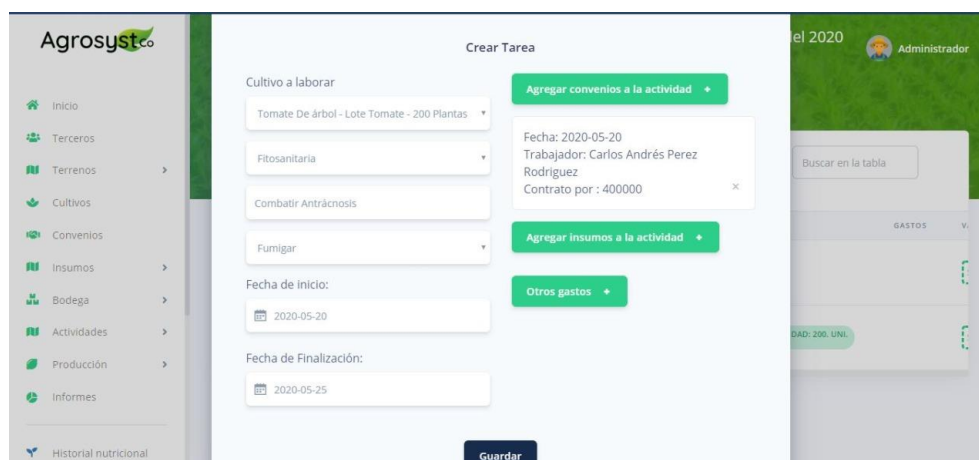 Agrosystco
Inicio
Terceros
Terrenos
Cultivos
Convenios
Insumos
Bodega
Actividades
Producción
Informes
Historial nutricional
Crear Tarea
Cultivo a laborar
Tomate De árbol - Lote Tomate - 200 Plantas
Fitosanitaria
Combatir Antrácnosis
Fumigar
Fecha de inicio:
2020-05-20
Fecha de Finalización:
2020-05-25
Agregar convenios a la actividad +
Fecha: 2020-05-20
Trabajador: Carlos Andrés Perez
Rodriguez
Contrato por : 400000 ×
Agregar insumos a la actividad +
Otros gastos +
Guardar
del 2020
Administrador
Buscar en la tabla
GASTOS
DAD: 200. UNI.